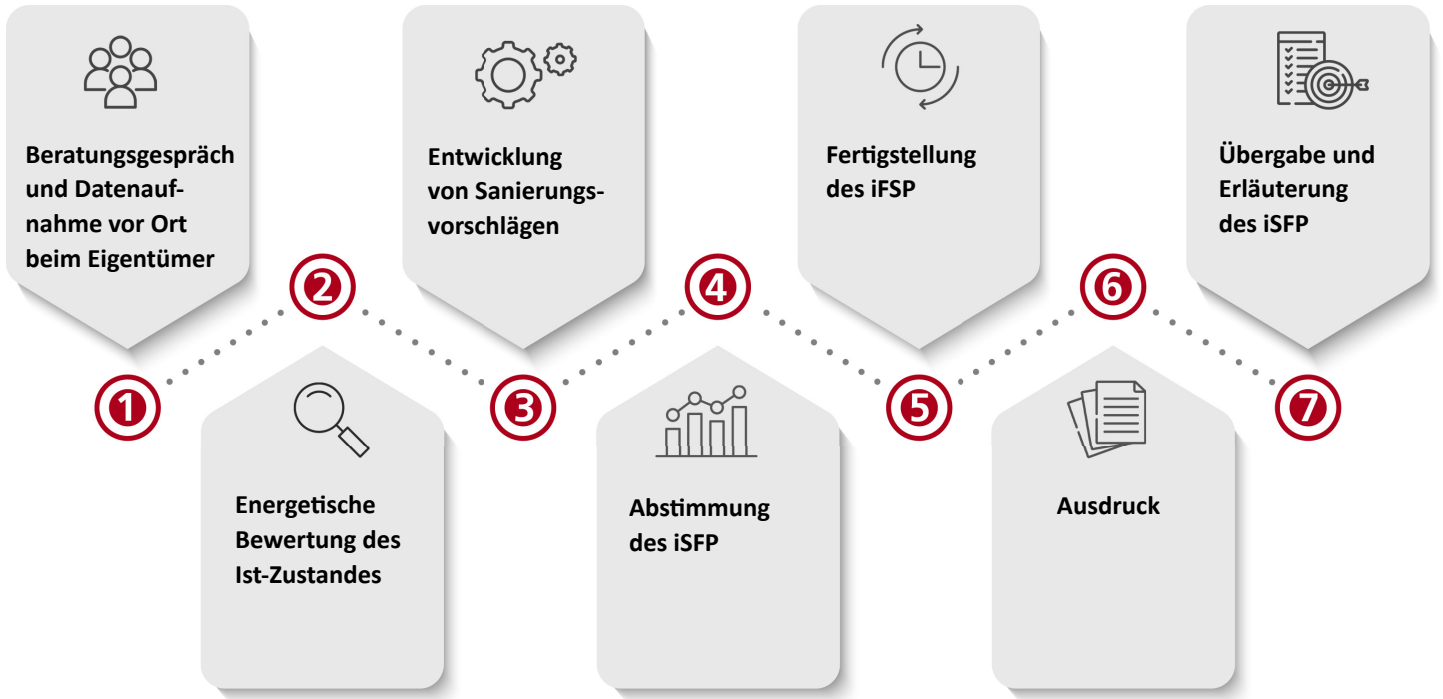 Beratungsgespräch
und Datenauf-
nahme vor Ort
beim Eigentümer
1
2
Energetische
Bewertung des
Ist-Zustandes
Entwicklung
von Sanierungs-
vorschlägen
3
4
Abstimmung
des iSFP
Fertigstellung
des iFSP
5
6
Ausdruck
Übergabe und
Erläuterung
des iSFP
7